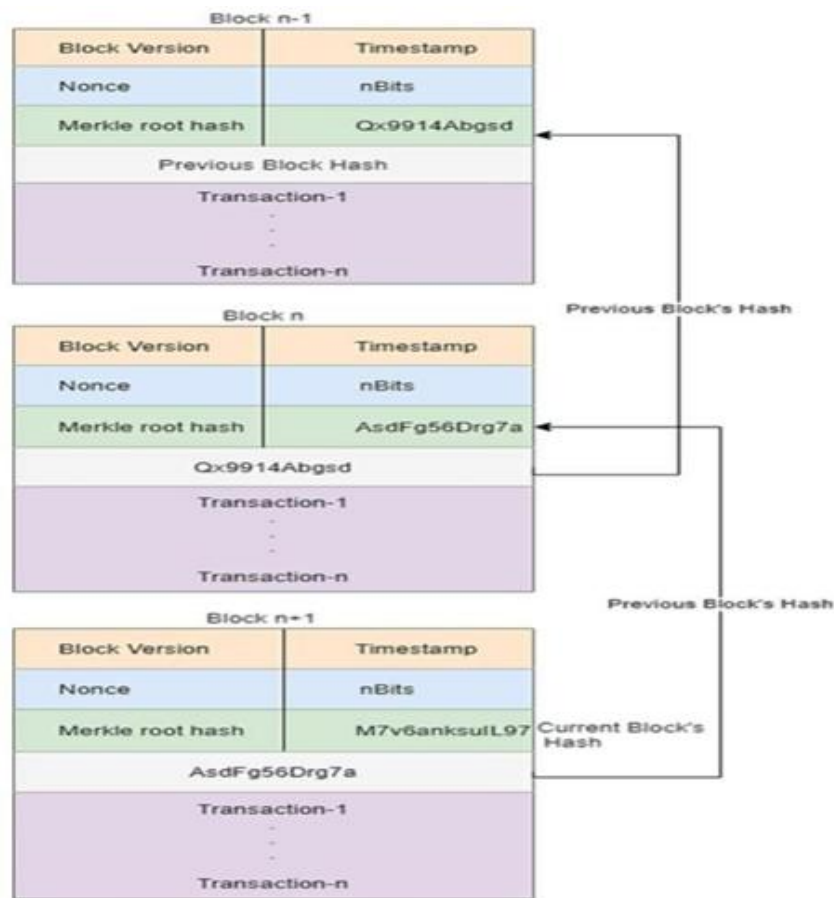 Block n-1
Block Version Timestamp
Nonce nBits
Merkle root hash Qx9914Abgsd
Previous Block Hash
Transaction-1
.
.
.
Transaction-n
Previous Block's Hash
Block n
Block Version Timestamp
Nonce nBits
Merkle root hash AsdFg56Drg7a
Qx9914Abgsd
Transaction-1
.
.
.
Transaction-n
Previous Block's Hash
Block n+1
Block Version Timestamp
Nonce nBits
Merkle root hash M7v6anksuIL97 Current Block's
Hash
AsdFg56Drg7a
Transaction-1
.
.
.
Transaction-n